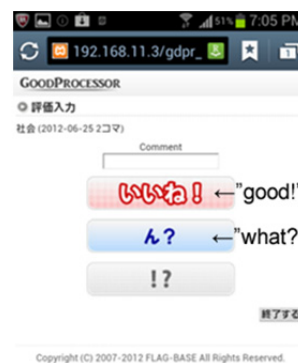 51% 7:05 PM
192.168.11.3/gdpr_
1
GOODPROCESSOR
評価入力
社会 (2012-06-25 2コマ)
Comment
いいね！ ←"good!"
ん? ←"what?
!?
終了する
Copyright (C) 2007-2012 FLAG-BASE All Rights Reserved.